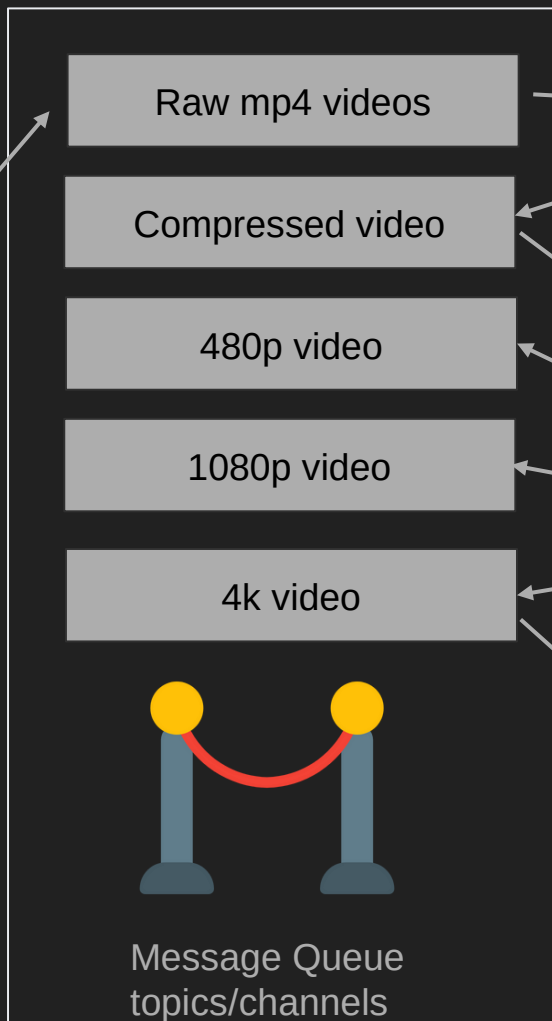 Raw mp4 videos
Compressed video
480p video
1080p video
4k video
Message Queue
topics/channels